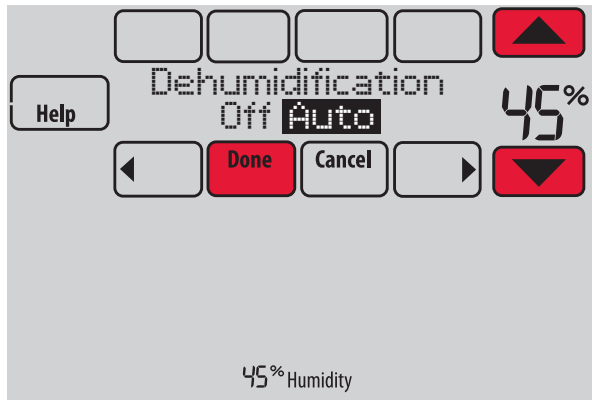 Dehumidification
Help
Off Auto
45%
Done Cancel
45% Humidity